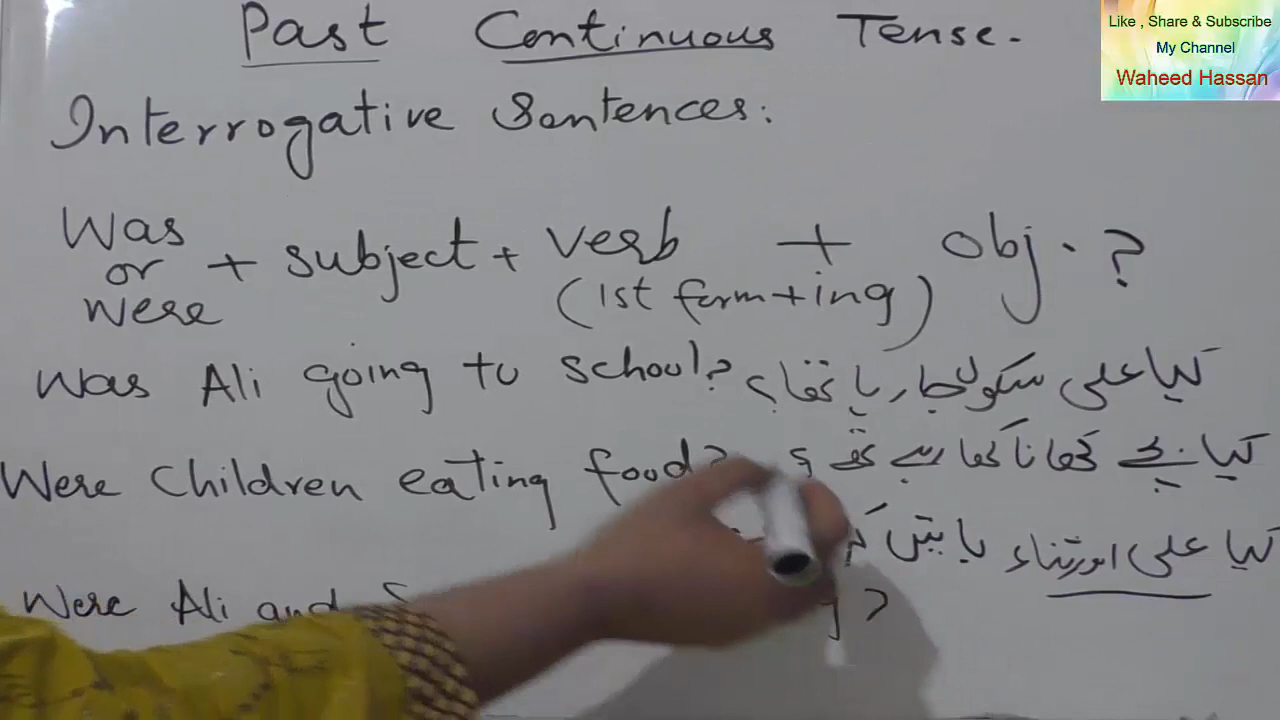 Past Continuous Tense.
Like , Share & Subscribe
My Channel
Waheed Hassan
Interrogative Sentences:
Was or were + subject + verb (1st form+ing) + obj. ?
Was Ali going to school? کیا علی سکول جا رہا تھا؟
Were Children eating food? کیا بچے کھانا کھا رہے تھے؟
کیا علی اور ثناء باتیں
Were Ali and